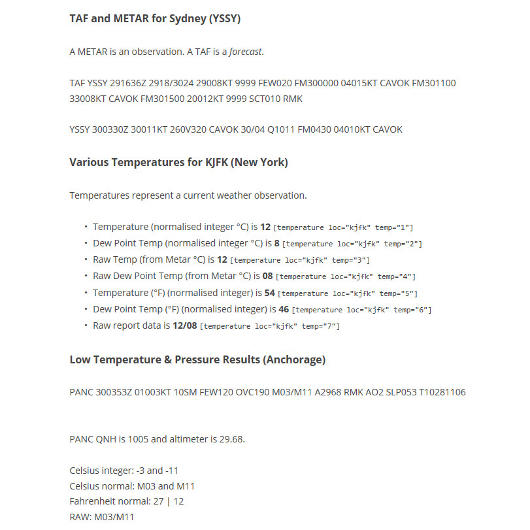 TAF and METAR for Sydney (YSSY)
A METAR is an observation. A TAF is a forecast.
TAF YSSY 291636Z 2918/3024 29008KT 9999 FEW020 FM300000 04015KT CAVOK FM301100
33008KT CAVOK FM301500 20012KT 9999 SCT010 RMK
YSSY 300330Z 30011KT 260V320 CAVOK 30/04 Q1011 FM0430 04010KT CAVOK
Various Temperatures for KJFK (New York)
Temperatures represent a current weather observation.
• Temperature (normalised integer °C) is 12 [temperature loc="kjfk" temp="1"]
• Dew Point Temp (normalised integer °C) is 8 [temperature loc="kjfk" temp="2"]
• Raw Temp (from Metar °C) is 12 [temperature loc="kjfk" temp="3"]
• Raw Dew Point Temp (from Metar °C) is 08 [temperature loc="kjfk" temp="4"]
• Temperature (°F) (normalised integer) is 54 [temperature loc="kjfk" temp="5"]
• Dew Point Temp (°F) (normalised integer) is 46 [temperature loc="kjfk" temp="6"]
• Raw report data is 12/08 [temperature loc="kjfk" temp="7"]
Low Temperature & Pressure Results (Anchorage)
PANC 300353Z 01003KT 10SM FEW120 OVC190 M03/M11 A2968 RMK AO2 SLP053 T10281106
PANC QNH is 1005 and altimeter is 29.68.
Celsius integer: -3 and -11
Celsius normal: M03 and M11
Fahrenheit normal: 27 | 12
RAW: M03/M11